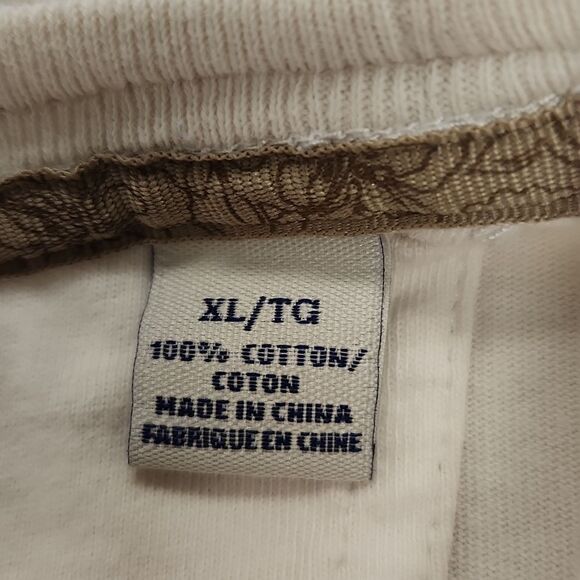 XL/TG
100% COTTON/
COTON
MADE IN CHINA
FABRIQUE EN CHINE